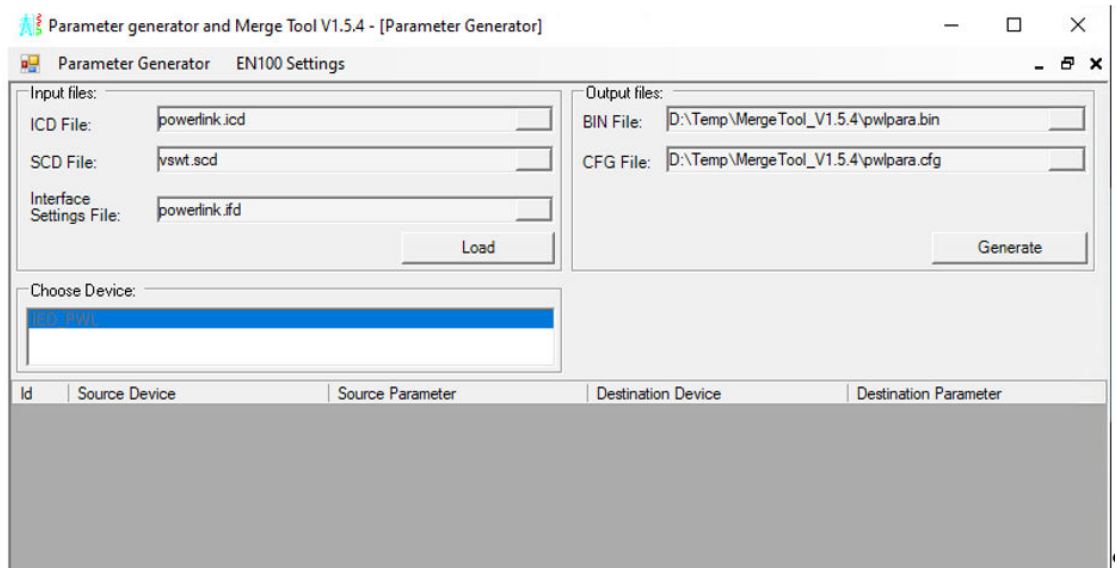 Parameter generator and Merge Tool V1.5.4 - [Parameter Generator]
Parameter Generator EN100 Settings
Input files:
ICD File: powerlink.icd
SCD File: vswt.scd
Interface
Settings File: powerlink.ifd
Load
Output files:
BIN File: D:\Temp\MergeTool_V1.5.4\pwlpara.bin
CFG File: D:\Temp\MergeTool_V1.5.4\pwlpara.cfg
Generate
Choose Device:
IED_PWL
Id Source Device Source Parameter Destination Device Destination Parameter